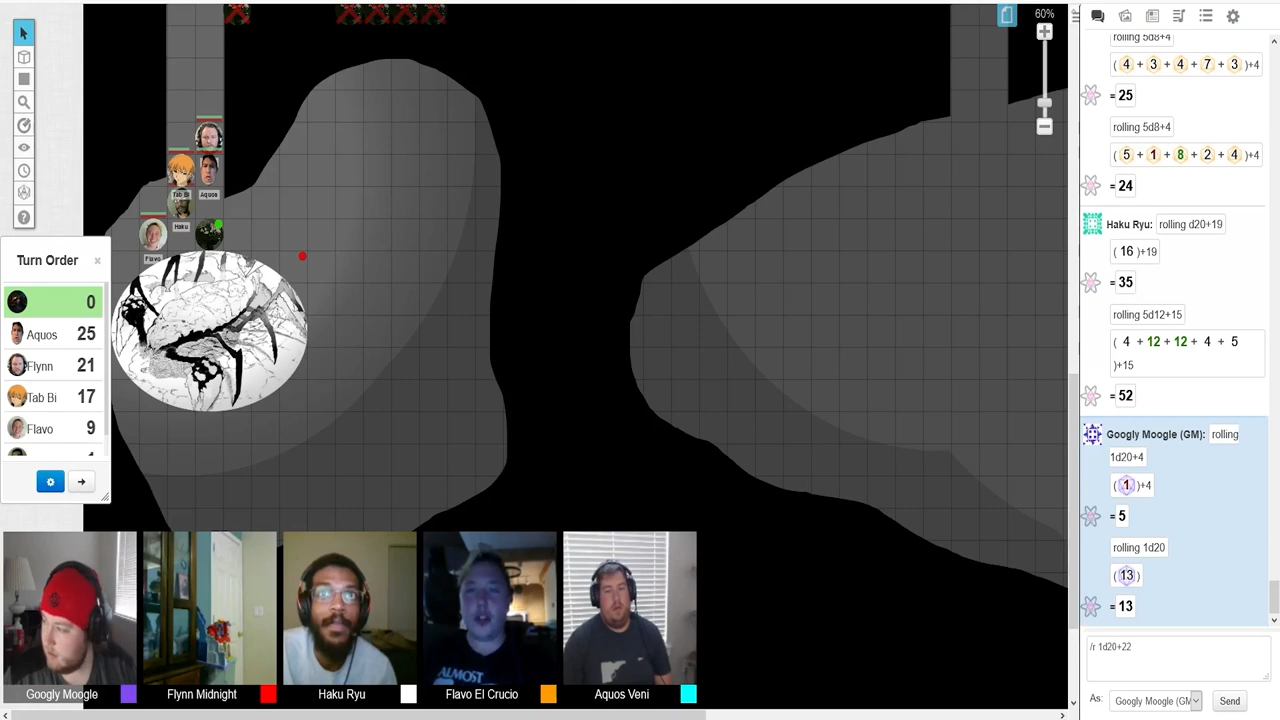 60%
rolling 5d8+4
( 4 + 3 + 4 + 7 + 3 )+4
= 25
rolling 5d8+4
( 5 + 1 + 8 + 2 + 4 )+4
= 24
Haku Ryu: rolling d20+19
( 16 )+19
= 35
rolling 5d12+15
( 4 + 12 + 12 + 4 + 5
)+15
= 52
Googly Moogle (GM): rolling
1d20+4
( 1 )+4
= 5
rolling 1d20
( 13 )
= 13
/r 1d20+22
As: Googly Moogle (GM
Send
Tab Bi
Aquos
Haku
Flavo
Turn Order ×
0
Aquos 25
Flynn 21
Tab Bi 17
Flavo 9
ALMOST
Googly Moogle
Flynn Midnight
Haku Ryu
Flavo El Crucio
Aquos Veni